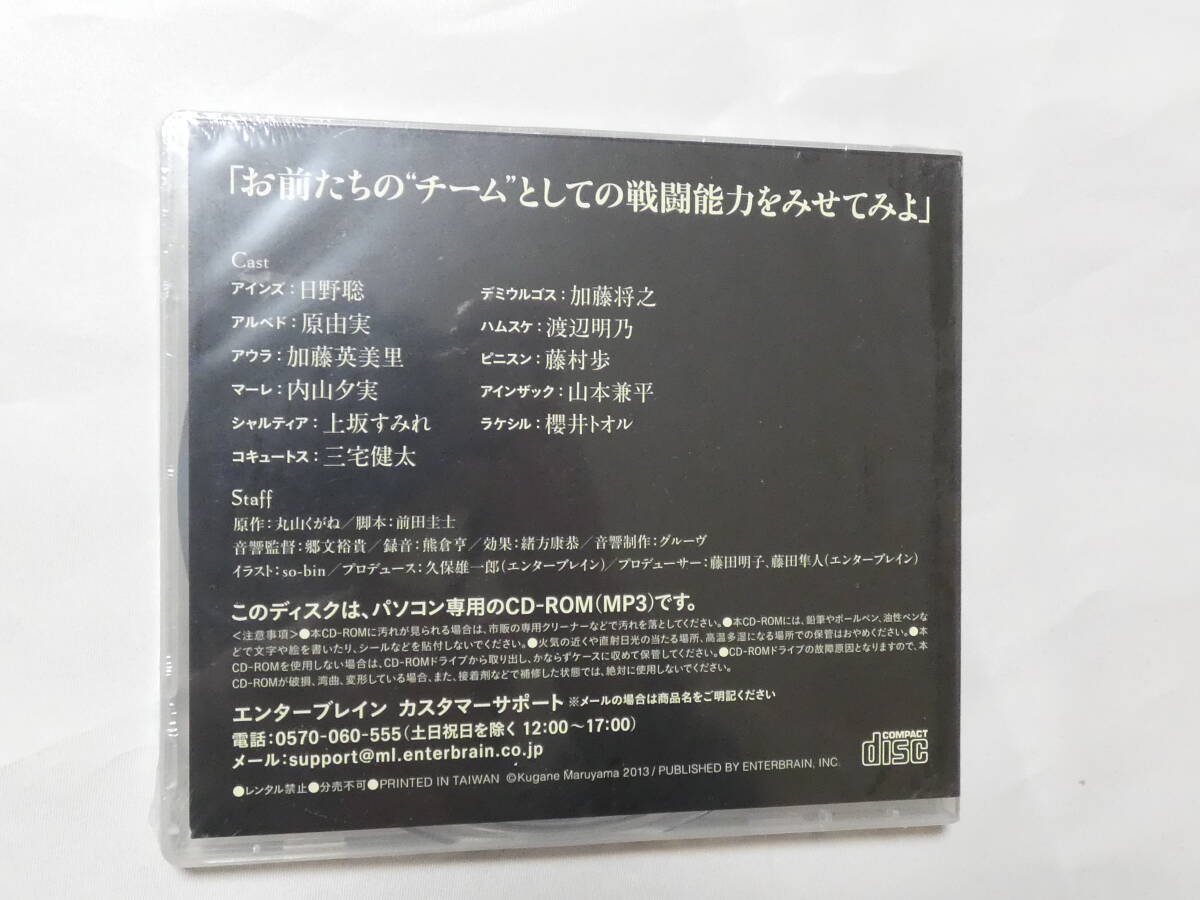 「お前たちの“チーム”としての戦闘能力をみせてみよ」
Cast
アインズ：日野聡
アルベド：原由実
アウラ：加藤英美里
マーレ：内山夕実
シャルティア：上坂すみれ
コキュートス：三宅健太
デミウルゴス：加藤将之
ハムスケ：渡辺明乃
ピニスン：藤村歩
アインザック：山本兼平
ラケシル：櫻井トオル
Staff
原作：丸山くがね／脚本：前田圭士
音響監督：郷文裕貴／録音：熊倉亨／効果：緒方康恭／音響制作：グルーヴ
イラスト：so-bin／プロデュース：久保雄一郎（エンターブレイン）／プロデューサー：藤田明子、藤田隼人（エンターブレイン）
このディスクは、パソコン専用のCD-ROM（MP3）です。
＜注意事項＞●本CD-ROMに汚れが見られる場合は、市販の専用クリーナーなどで汚れを落としてください。●本CD-ROMには、鉛筆やボールペン、油性ペンな
どで文字や絵を書いたり、シールなどを貼付しないでください。●火気の近くや直射日光の当たる場所、高温多湿になる場所での保管はおやめください。●本
CD-ROMを使用しない場合は、CD-ROMドライブから取り出し、かならずケースに収めて保管してください。●CD-ROMドライブの故障原因となりますので、本
CD-ROMが破損、湾曲、変形している場合、また、接着剤などで補修した状態では、絶対に使用しないでください。
エンターブレイン カスタマーサポート ※メールの場合は商品名をご明記ください
電話：0570-060-555（土日祝日を除く 12:00～17:00）
メール：support@ml.enterbrain.co.jp
●レンタル禁止●分売不可●PRINTED IN TAIWAN ©Kugane Maruyama 2013 / PUBLISHED BY ENTERBRAIN, INC.
COMPACT
disc